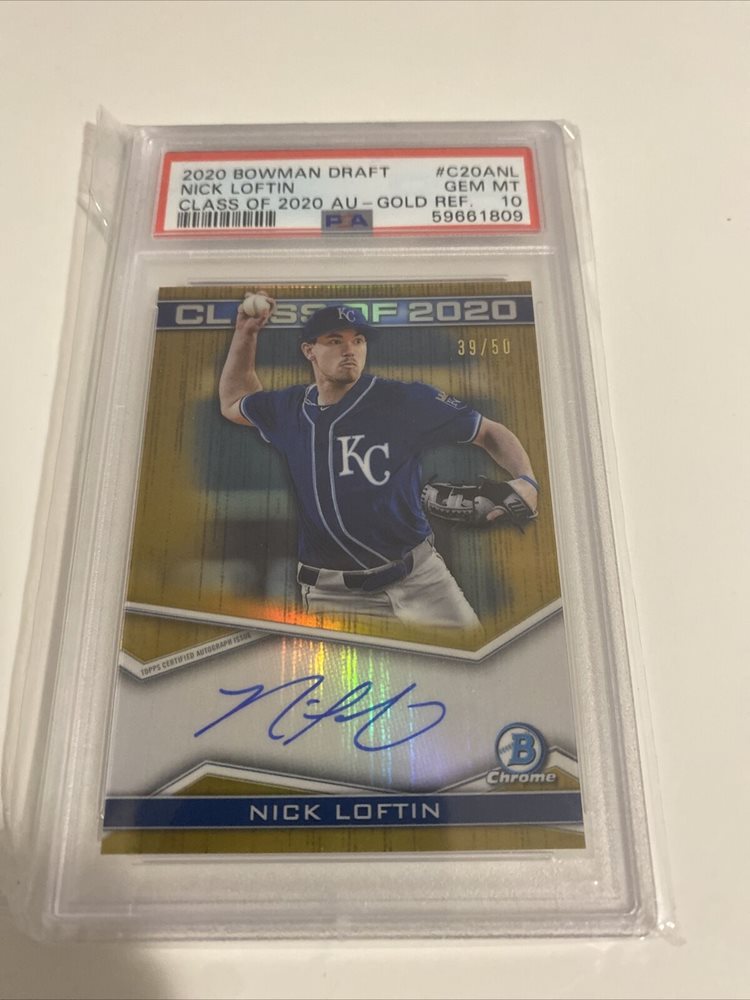 2020 BOWMAN DRAFT #C20ANL
NICK LOFTIN GEM MT
CLASS OF 2020 AU-GOLD REF. 10
PSA 59661809
CLASS OF 2020
39/50
KC
KC
TOPPS CERTIFIED AUTOGRAPH ISSUE
B
Chrome
NICK LOFTIN